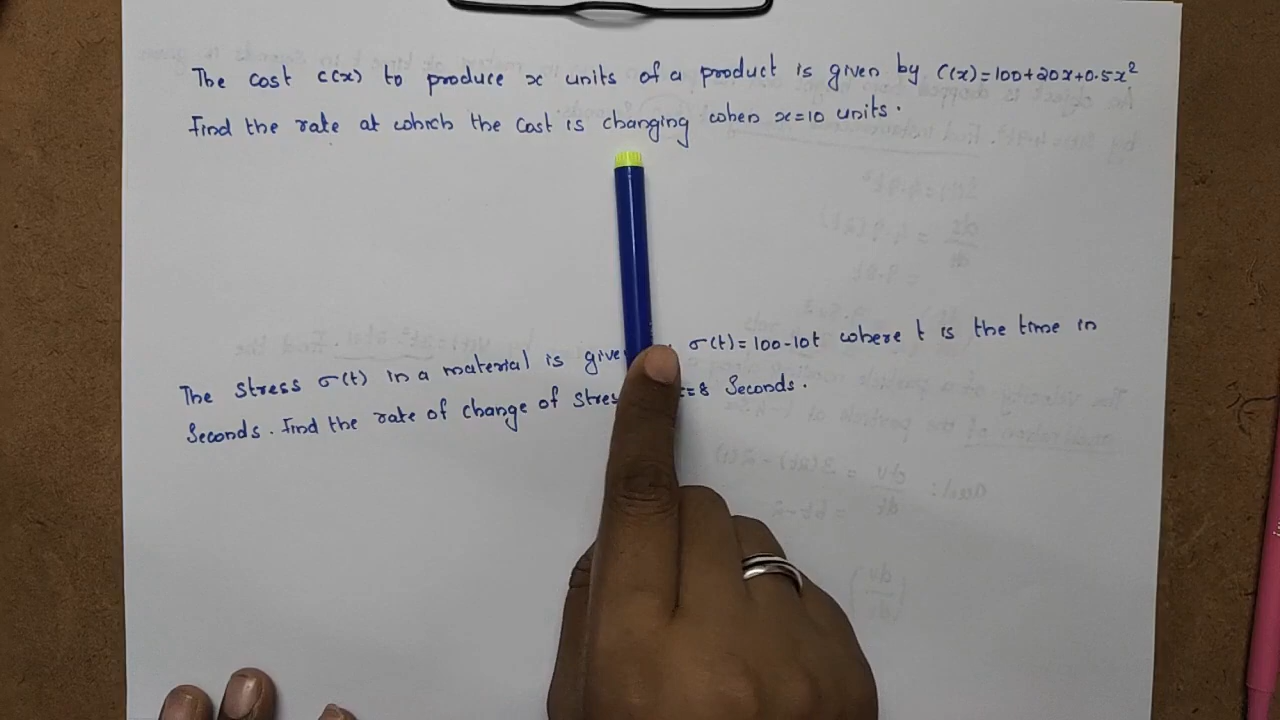 The cost C(x) to produce x units of a product is given by C(x)=100+20x+0.5x²
Find the rate at which the cost is changing when x=10 units.
The stress σ(t) in a material is give σ(t)=100-10t where t is the time in
Seconds. Find the rate of change of stres t=8 Seconds.